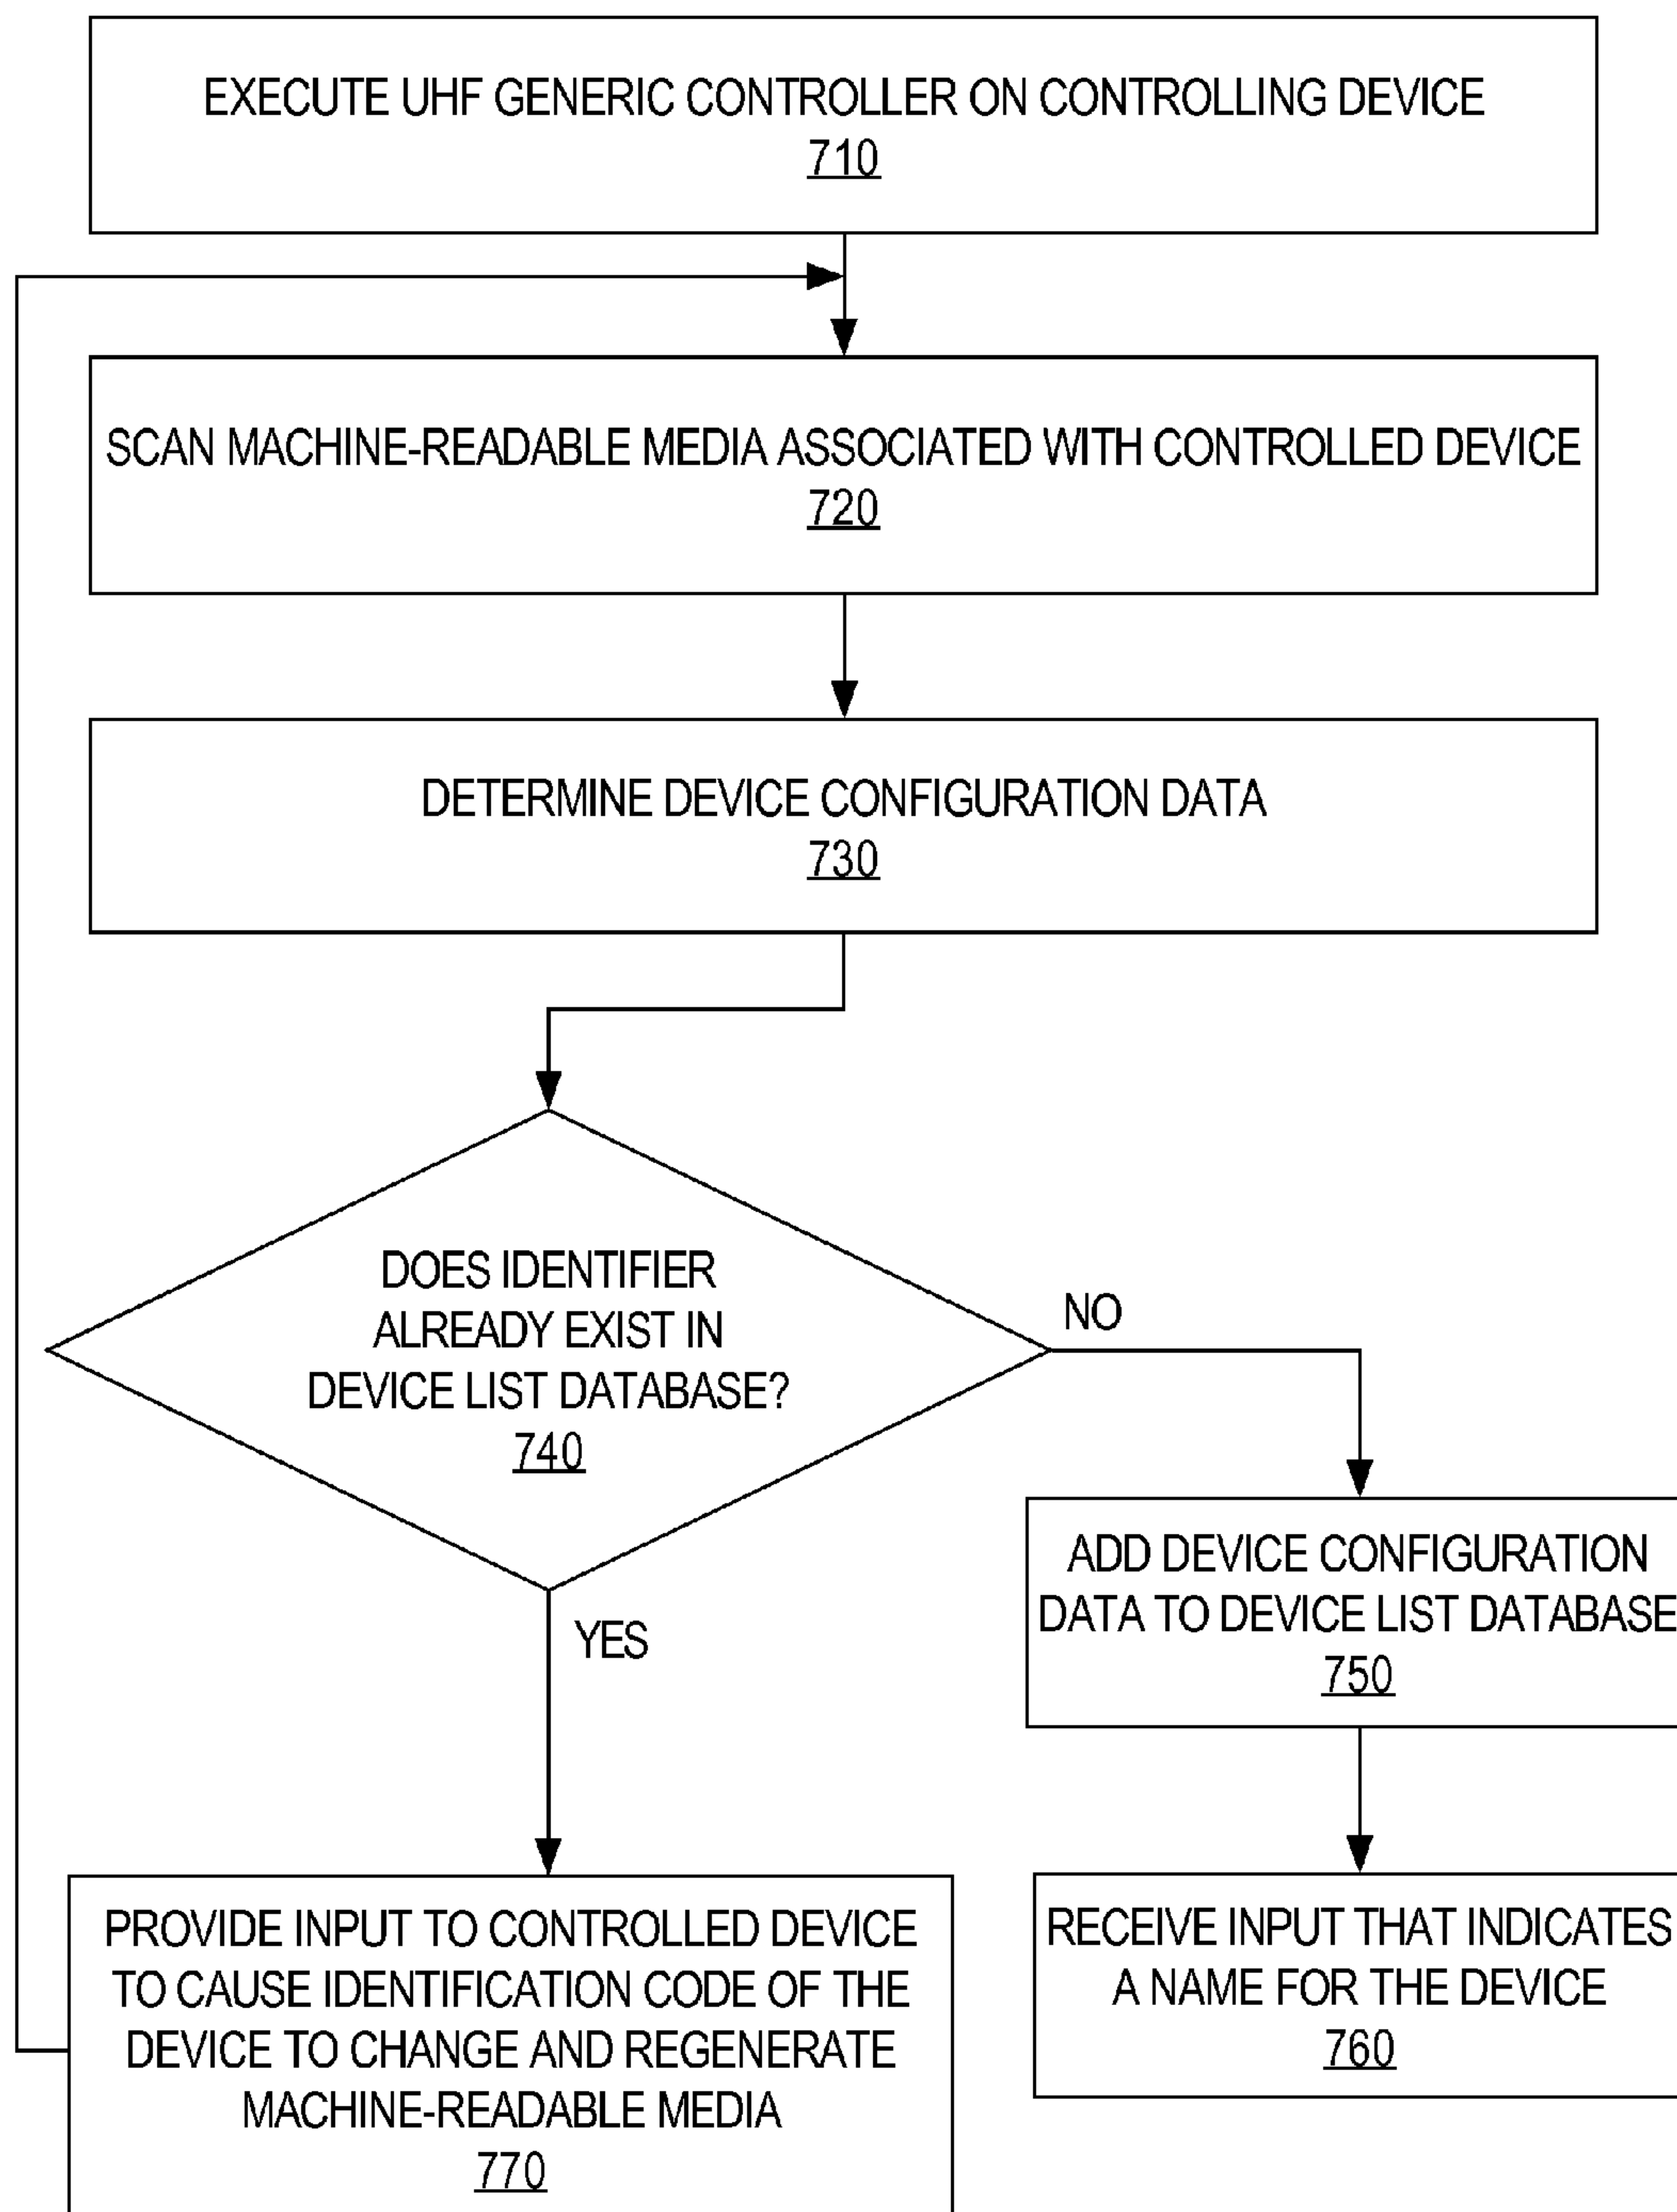 EXECUTE UHF GENERIC CONTROLLER ON CONTROLLING DEVICE
710
SCAN MACHINE-READABLE MEDIA ASSOCIATED WITH CONTROLLED DEVICE
720
DETERMINE DEVICE CONFIGURATION DATA
730
DOES IDENTIFIER
ALREADY EXIST IN
DEVICE LIST DATABASE?
740
NO
YES
ADD DEVICE CONFIGURATION
DATA TO DEVICE LIST DATABASE
750
RECEIVE INPUT THAT INDICATES
A NAME FOR THE DEVICE
760
PROVIDE INPUT TO CONTROLLED DEVICE
TO CAUSE IDENTIFICATION CODE OF THE
DEVICE TO CHANGE AND REGENERATE
MACHINE-READABLE MEDIA
770